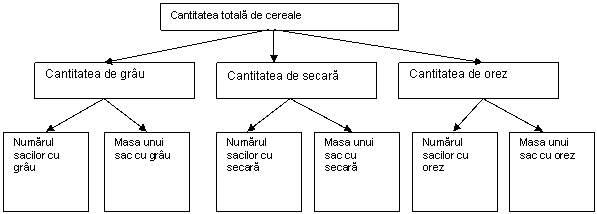 Cantitatea totală de cereale
Cantitatea de grâu
Cantitatea de secară
Cantitatea de orez
Numărul
sacilor cu
grâu
Masa unui
sac cu grâu
Numărul
sacilor cu
secară
Masa unui
sac cu
secară
Numărul
sacilor cu
orez
Masa unui
sac cu orez